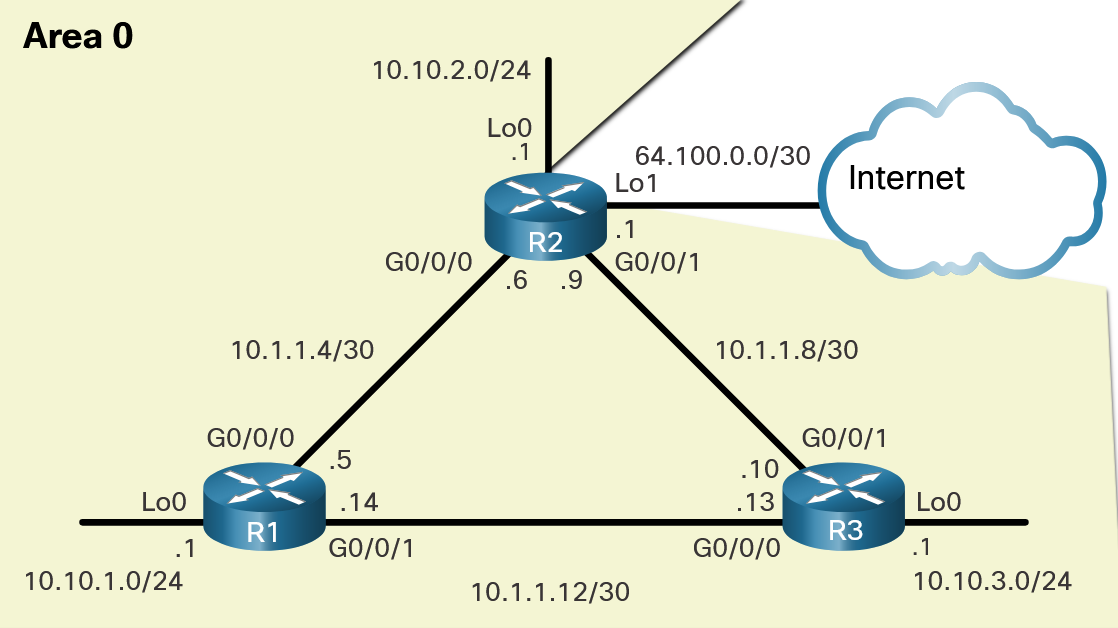 Area 0
10.10.2.0/24
Lo0
.1
64.100.0.0/30
Lo1
Internet
.1
R2
G0/0/0
G0/0/1
.6
.9
10.1.1.4/30
10.1.1.8/30
G0/0/0
G0/0/1
.5
.10
Lo0
.14
.13
Lo0
R1
R3
.1
G0/0/1
G0/0/0
.1
10.10.1.0/24
10.1.1.12/30
10.10.3.0/24